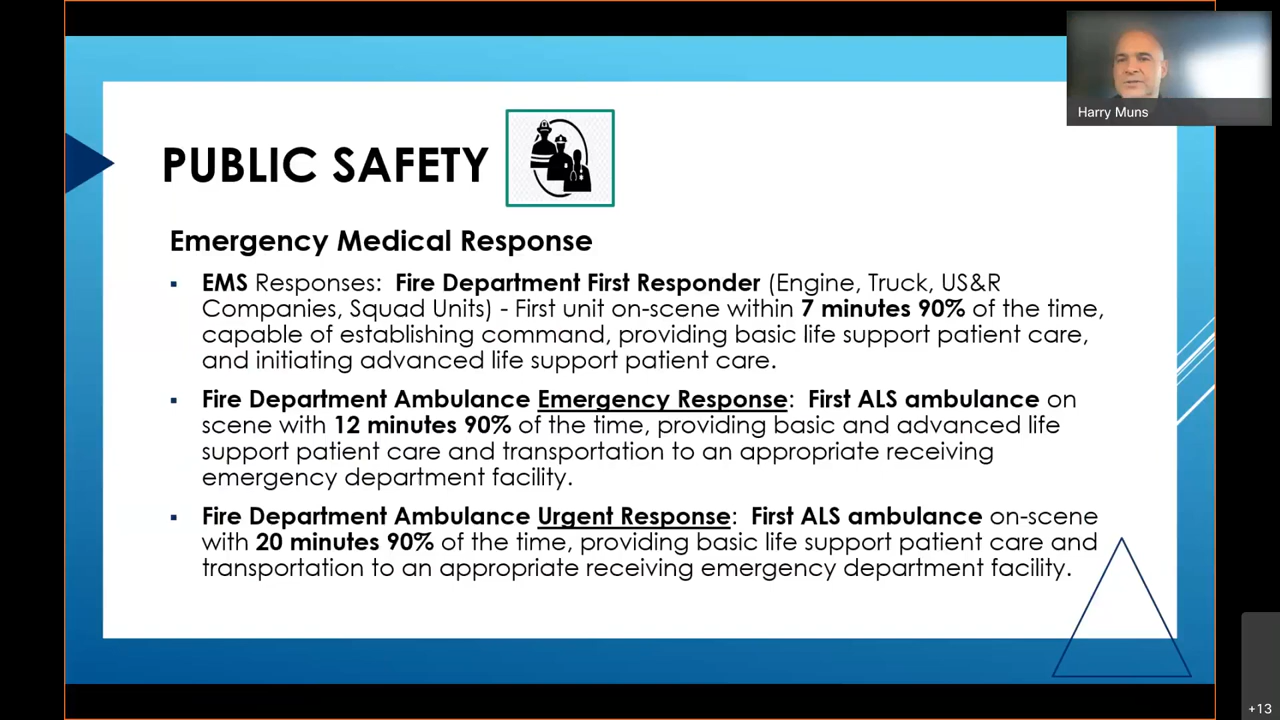 Harry Muns
PUBLIC SAFETY
Emergency Medical Response
▪ EMS Responses: Fire Department First Responder (Engine, Truck, US&R
Companies, Squad Units) - First unit on-scene within 7 minutes 90% of the time,
capable of establishing command, providing basic life support patient care,
and initiating advanced life support patient care.
▪ Fire Department Ambulance Emergency Response: First ALS ambulance on
scene with 12 minutes 90% of the time, providing basic and advanced life
support patient care and transportation to an appropriate receiving
emergency department facility.
▪ Fire Department Ambulance Urgent Response: First ALS ambulance on-scene
with 20 minutes 90% of the time, providing basic life support patient care and
transportation to an appropriate receiving emergency department facility.
+13